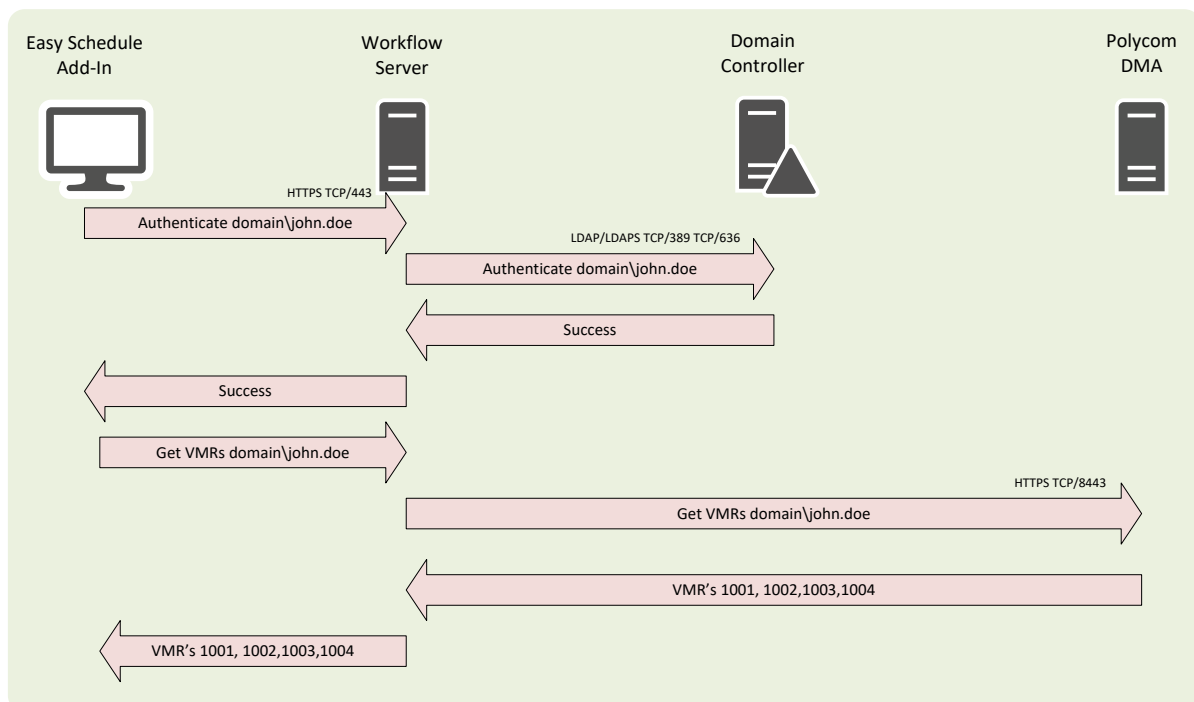 Easy Schedule
Add-In
Workflow
Server
Domain
Controller
Polycom
DMA
HTTPS TCP/443
Authenticate domain\john.doe
LDAP/LDAPS TCP/389 TCP/636
Authenticate domain\john.doe
Success
Success
Get VMRs domain\john.doe
HTTPS TCP/8443
Get VMRs domain\john.doe
VMR’s 1001, 1002,1003,1004
VMR’s 1001, 1002,1003,1004